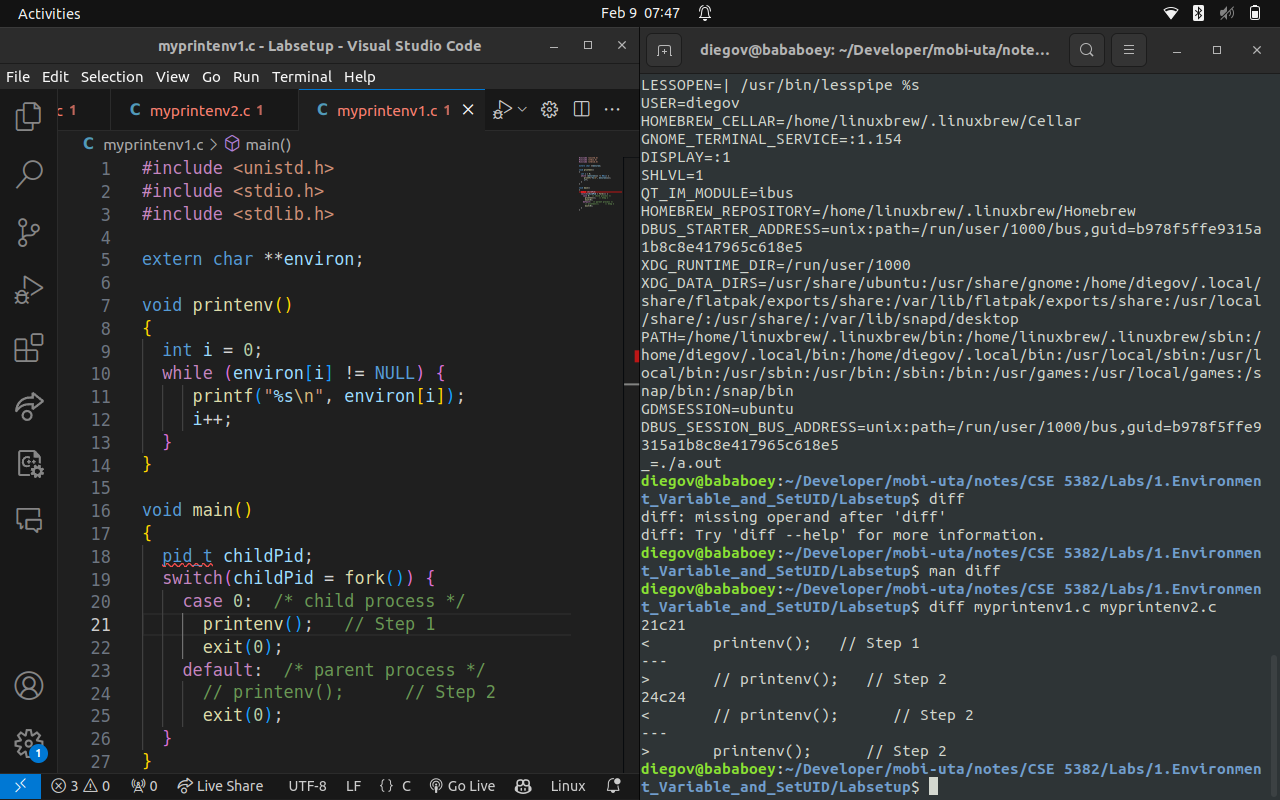 Activities
Feb 9 07:47
myprintenv1.c - Labsetup - Visual Studio Code
File Edit Selection View Go Run Terminal Help
c 1
C myprintenv2.c 1
C myprintenv1.c 1
C myprintenv1.c > main()
1 #include <unistd.h>
2 #include <stdio.h>
3 #include <stdlib.h>
4
5 extern char **environ;
6
7 void printenv()
8 {
9 int i = 0;
10 while (environ[i] != NULL) {
11 printf("%s\n", environ[i]);
12 i++;
13 }
14 }
15
16 void main()
17 {
18 pid_t childPid;
19 switch(childPid = fork()) {
20 case 0: /* child process */
21 printenv(); // Step 1
22 exit(0);
23 default: /* parent process */
24 // printenv(); // Step 2
25 exit(0);
26 }
27 }
1
3 0 0 Live Share UTF-8 LF {} C Go Live Linux
diegov@bababoey: ~/Developer/mobi-uta/note...
LESSOPEN=| /usr/bin/lesspipe %s
USER=diegov
HOMEBREW_CELLAR=/home/linuxbrew/.linuxbrew/Cellar
GNOME_TERMINAL_SERVICE=:1.154
DISPLAY=:1
SHLVL=1
QT_IM_MODULE=ibus
HOMEBREW_REPOSITORY=/home/linuxbrew/.linuxbrew/Homebrew
DBUS_STARTER_ADDRESS=unix:path=/run/user/1000/bus,guid=b978f5ffe9315a
1b8c8e417965c618e5
XDG_RUNTIME_DIR=/run/user/1000
XDG_DATA_DIRS=/usr/share/ubuntu:/usr/share/gnome:/home/diegov/.local/
share/flatpak/exports/share:/var/lib/flatpak/exports/share:/usr/local
/share/:/usr/share/:/var/lib/snapd/desktop
PATH=/home/linuxbrew/.linuxbrew/bin:/home/linuxbrew/.linuxbrew/sbin:/
home/diegov/.local/bin:/home/diegov/.local/bin:/usr/local/sbin:/usr/l
ocal/bin:/usr/sbin:/usr/bin:/sbin:/bin:/usr/games:/usr/local/games:/s
nap/bin:/snap/bin
GDMSESSION=ubuntu
DBUS_SESSION_BUS_ADDRESS=unix:path=/run/user/1000/bus,guid=b978f5ffe9
315a1b8c8e417965c618e5
_=./a.out
diegov@bababoey:~/Developer/mobi-uta/notes/CSE 5382/Labs/1.Environmen
t_Variable_and_SetUID/Labsetup$ diff
diff: missing operand after 'diff'
diff: Try 'diff --help' for more information.
diegov@bababoey:~/Developer/mobi-uta/notes/CSE 5382/Labs/1.Environmen
t_Variable_and_SetUID/Labsetup$ man diff
diegov@bababoey:~/Developer/mobi-uta/notes/CSE 5382/Labs/1.Environmen
t_Variable_and_SetUID/Labsetup$ diff myprintenv1.c myprintenv2.c
21c21
< printenv(); // Step 1
---
> // printenv(); // Step 2
24c24
< // printenv(); // Step 2
---
> printenv(); // Step 2
diegov@bababoey:~/Developer/mobi-uta/notes/CSE 5382/Labs/1.Environmen
t_Variable_and_SetUID/Labsetup$